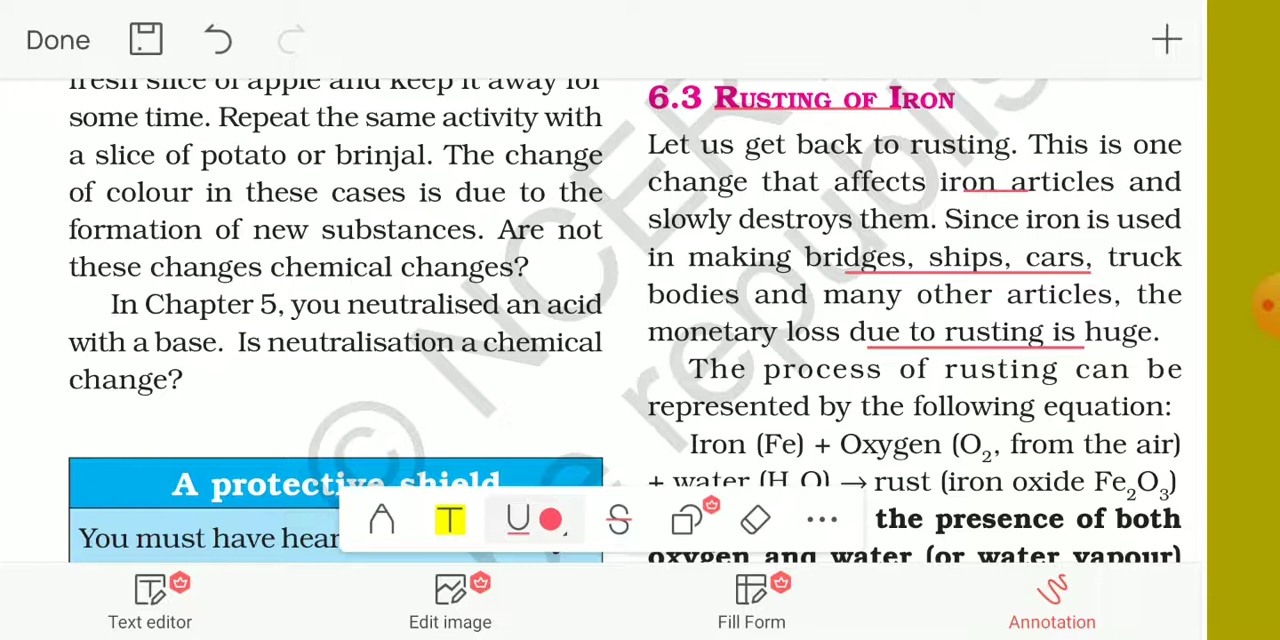 Done
fresh slice of apple and keep it away for
some time. Repeat the same activity with
a slice of potato or brinjal. The change
of colour in these cases is due to the
formation of new substances. Are not
these changes chemical changes?
In Chapter 5, you neutralised an acid
with a base. Is neutralisation a chemical
change?
A protective shield
You must have hear
6.3 RUSTING OF IRON
Let us get back to rusting. This is one
change that affects iron articles and
slowly destroys them. Since iron is used
in making bridges, ships, cars, truck
bodies and many other articles, the
monetary loss due to rusting is huge.
The process of rusting can be
represented by the following equation:
Iron (Fe) + Oxygen (O₂, from the air)
+ water (H₂O) → rust (iron oxide Fe₂O₃)
the presence of both
oxygen and water (or water vapour)
© NCER
republis
T
U
S
Text editor
Edit image
Fill Form
Annotation